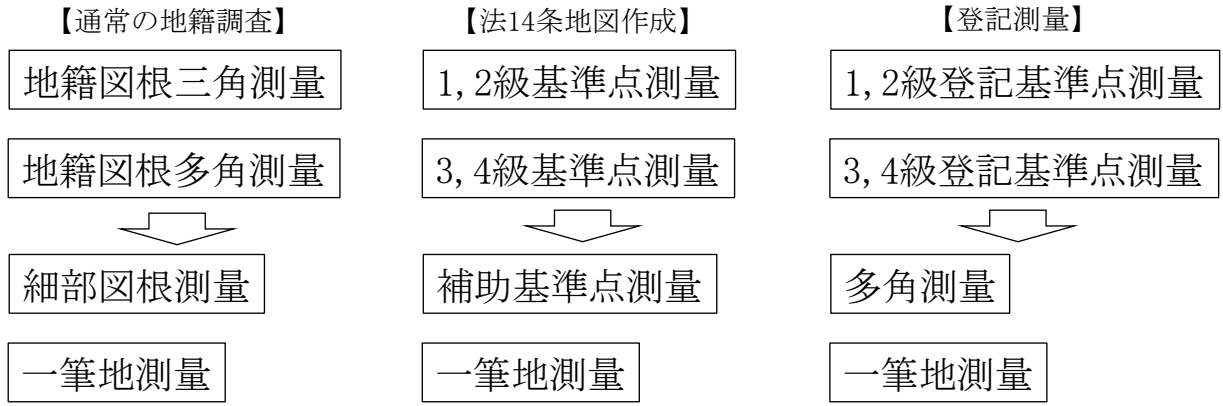 【通常の地籍調査】
地籍図根三角測量
地籍図根多角測量
細部図根測量
一筆地測量
【法14条地図作成】
1,2級基準点測量
3,4級基準点測量
補助基準点測量
一筆地測量
【登記測量】
1,2級登記基準点測量
3,4級登記基準点測量
多角測量
一筆地測量